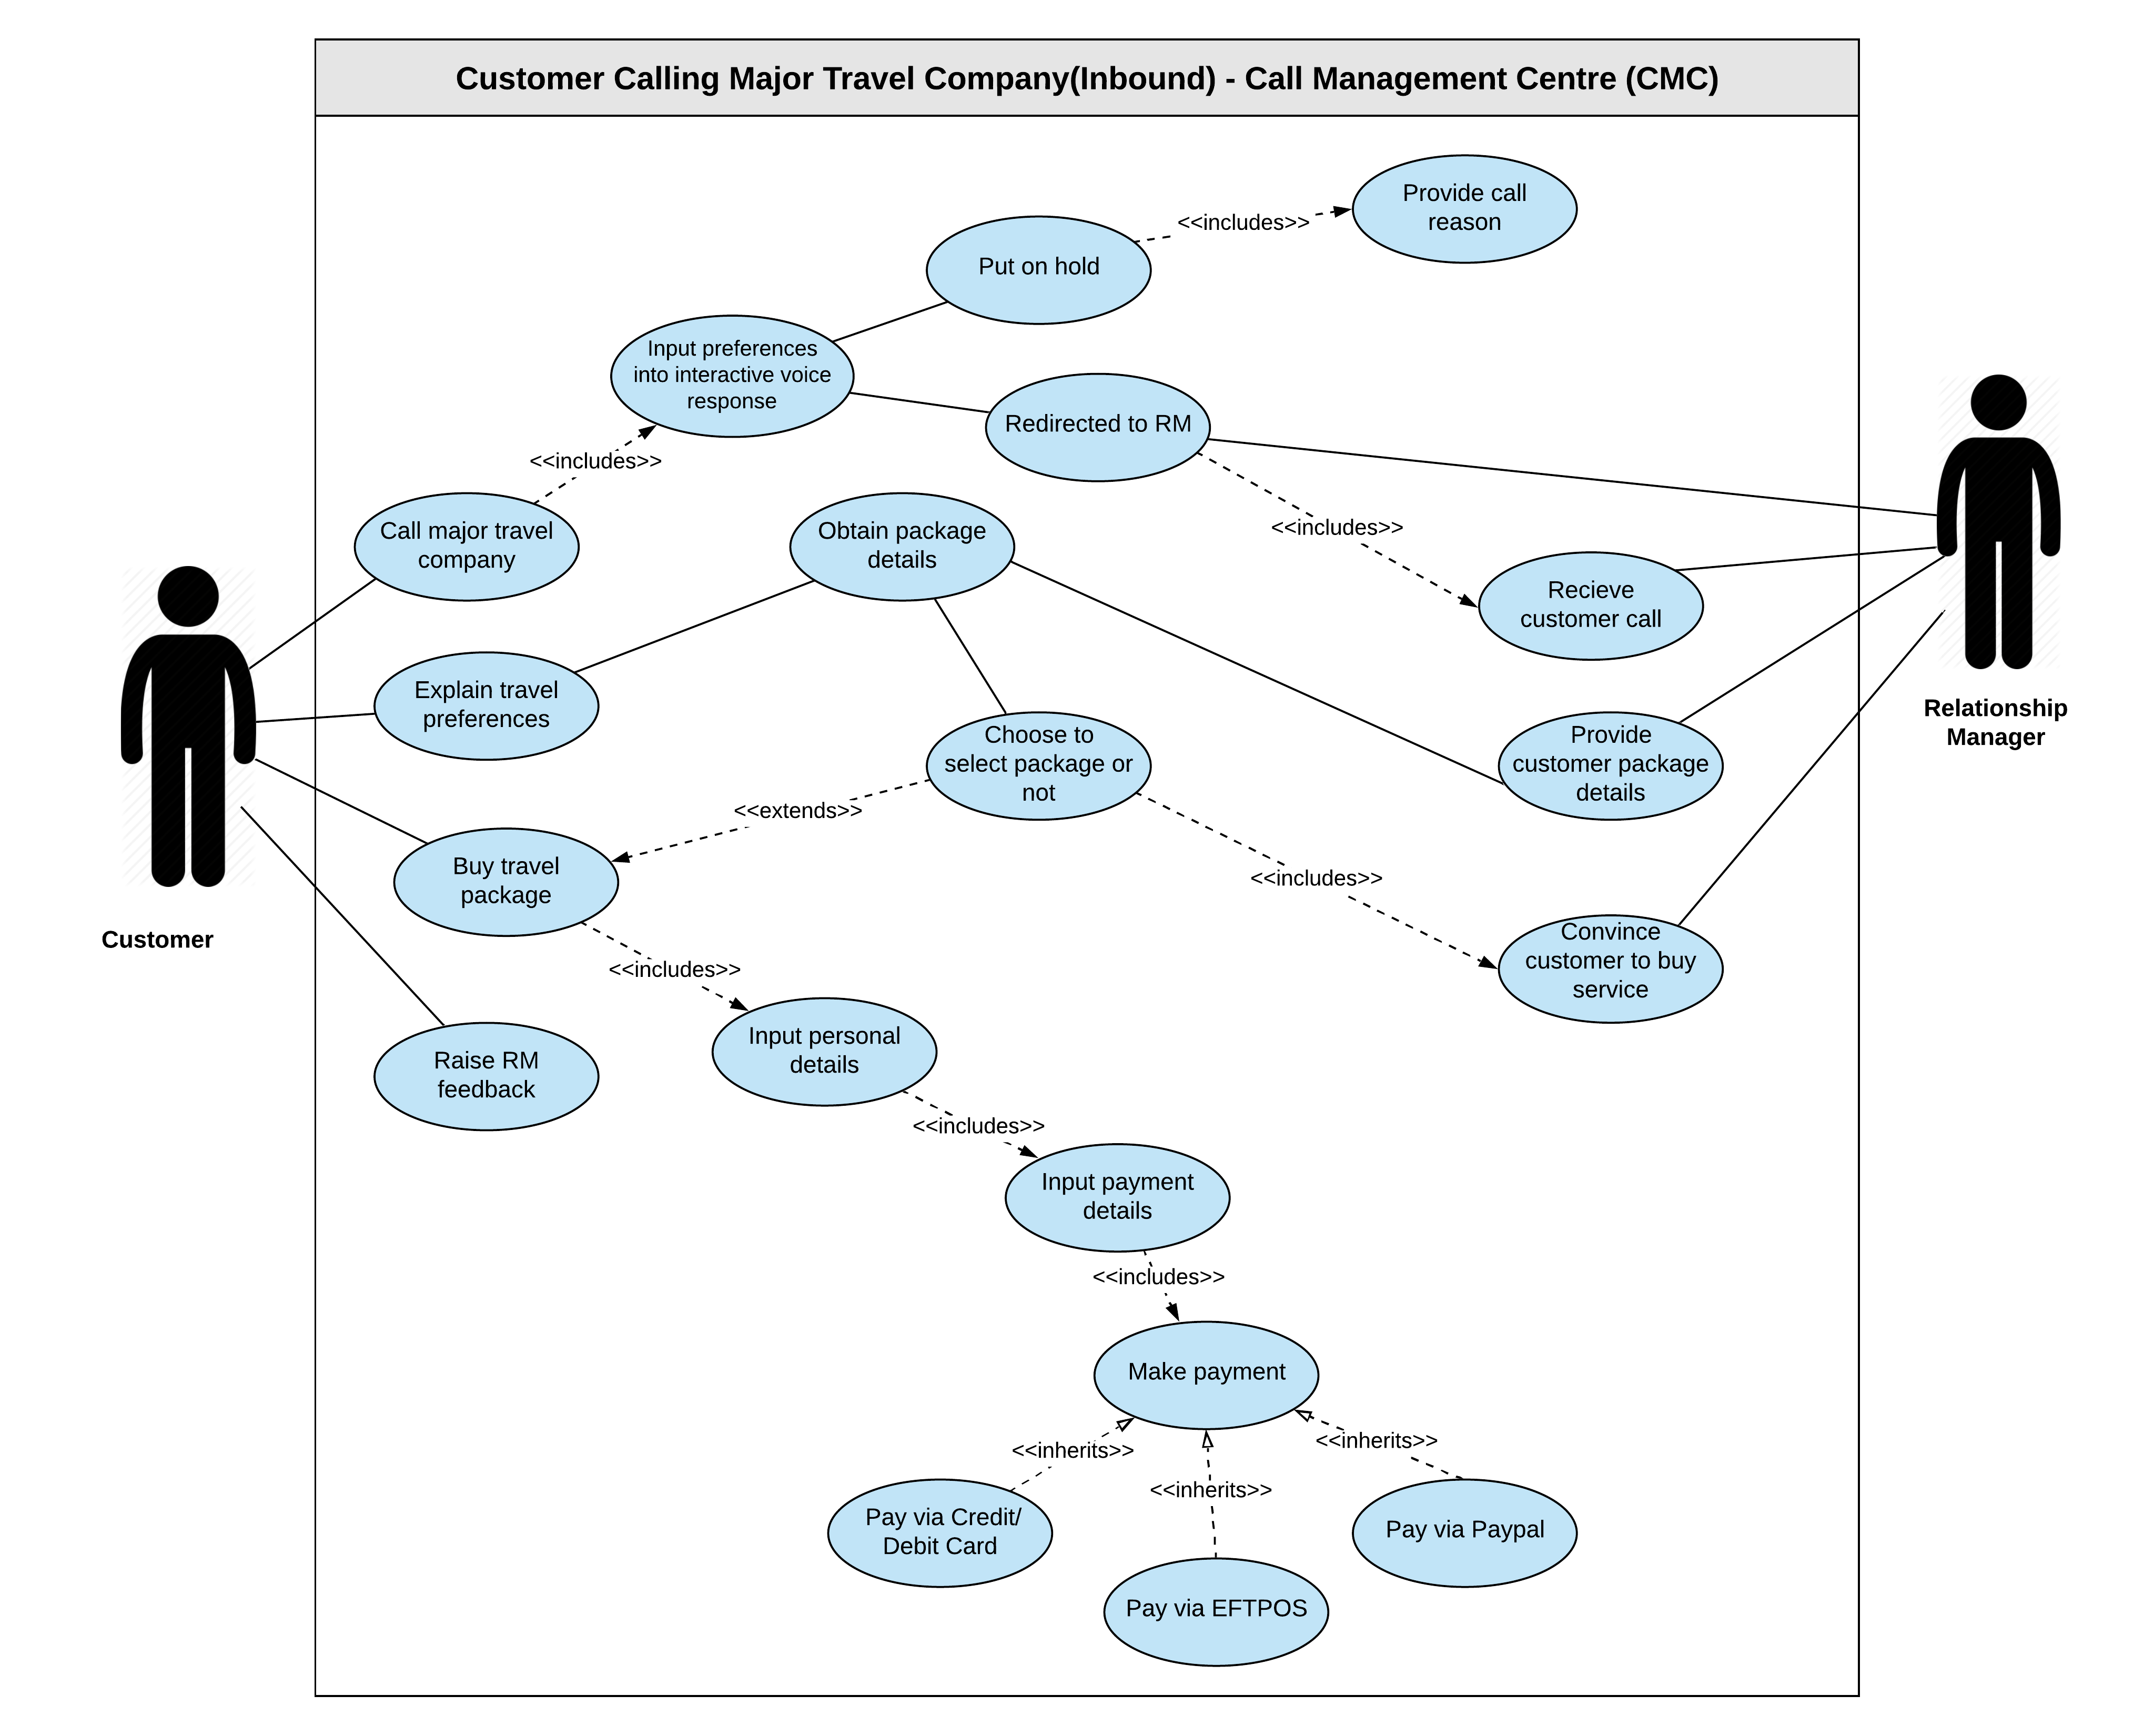 Customer Calling Major Travel Company(Inbound) - Call Management Centre (CMC)
Provide call
reason
<<includes>>
Put on hold
Input preferences
into interactive voice
response
Redirected to RM
<<includes>>
Call major travel
company
Obtain package
details
<<includes>>
Recieve
customer call
Explain travel
preferences
Relationship
Manager
Choose to
select package or
not
Provide
customer package
details
<<extends>>
Buy travel
package
<<includes>>
Customer
Convince
customer to buy
service
<<includes>>
Input personal
details
Raise RM
feedback
<<includes>>
Input payment
details
<<includes>>
Make payment
<<inherits>>
<<inherits>>
<<inherits>>
Pay via Credit/
Debit Card
Pay via Paypal
Pay via EFTPOS